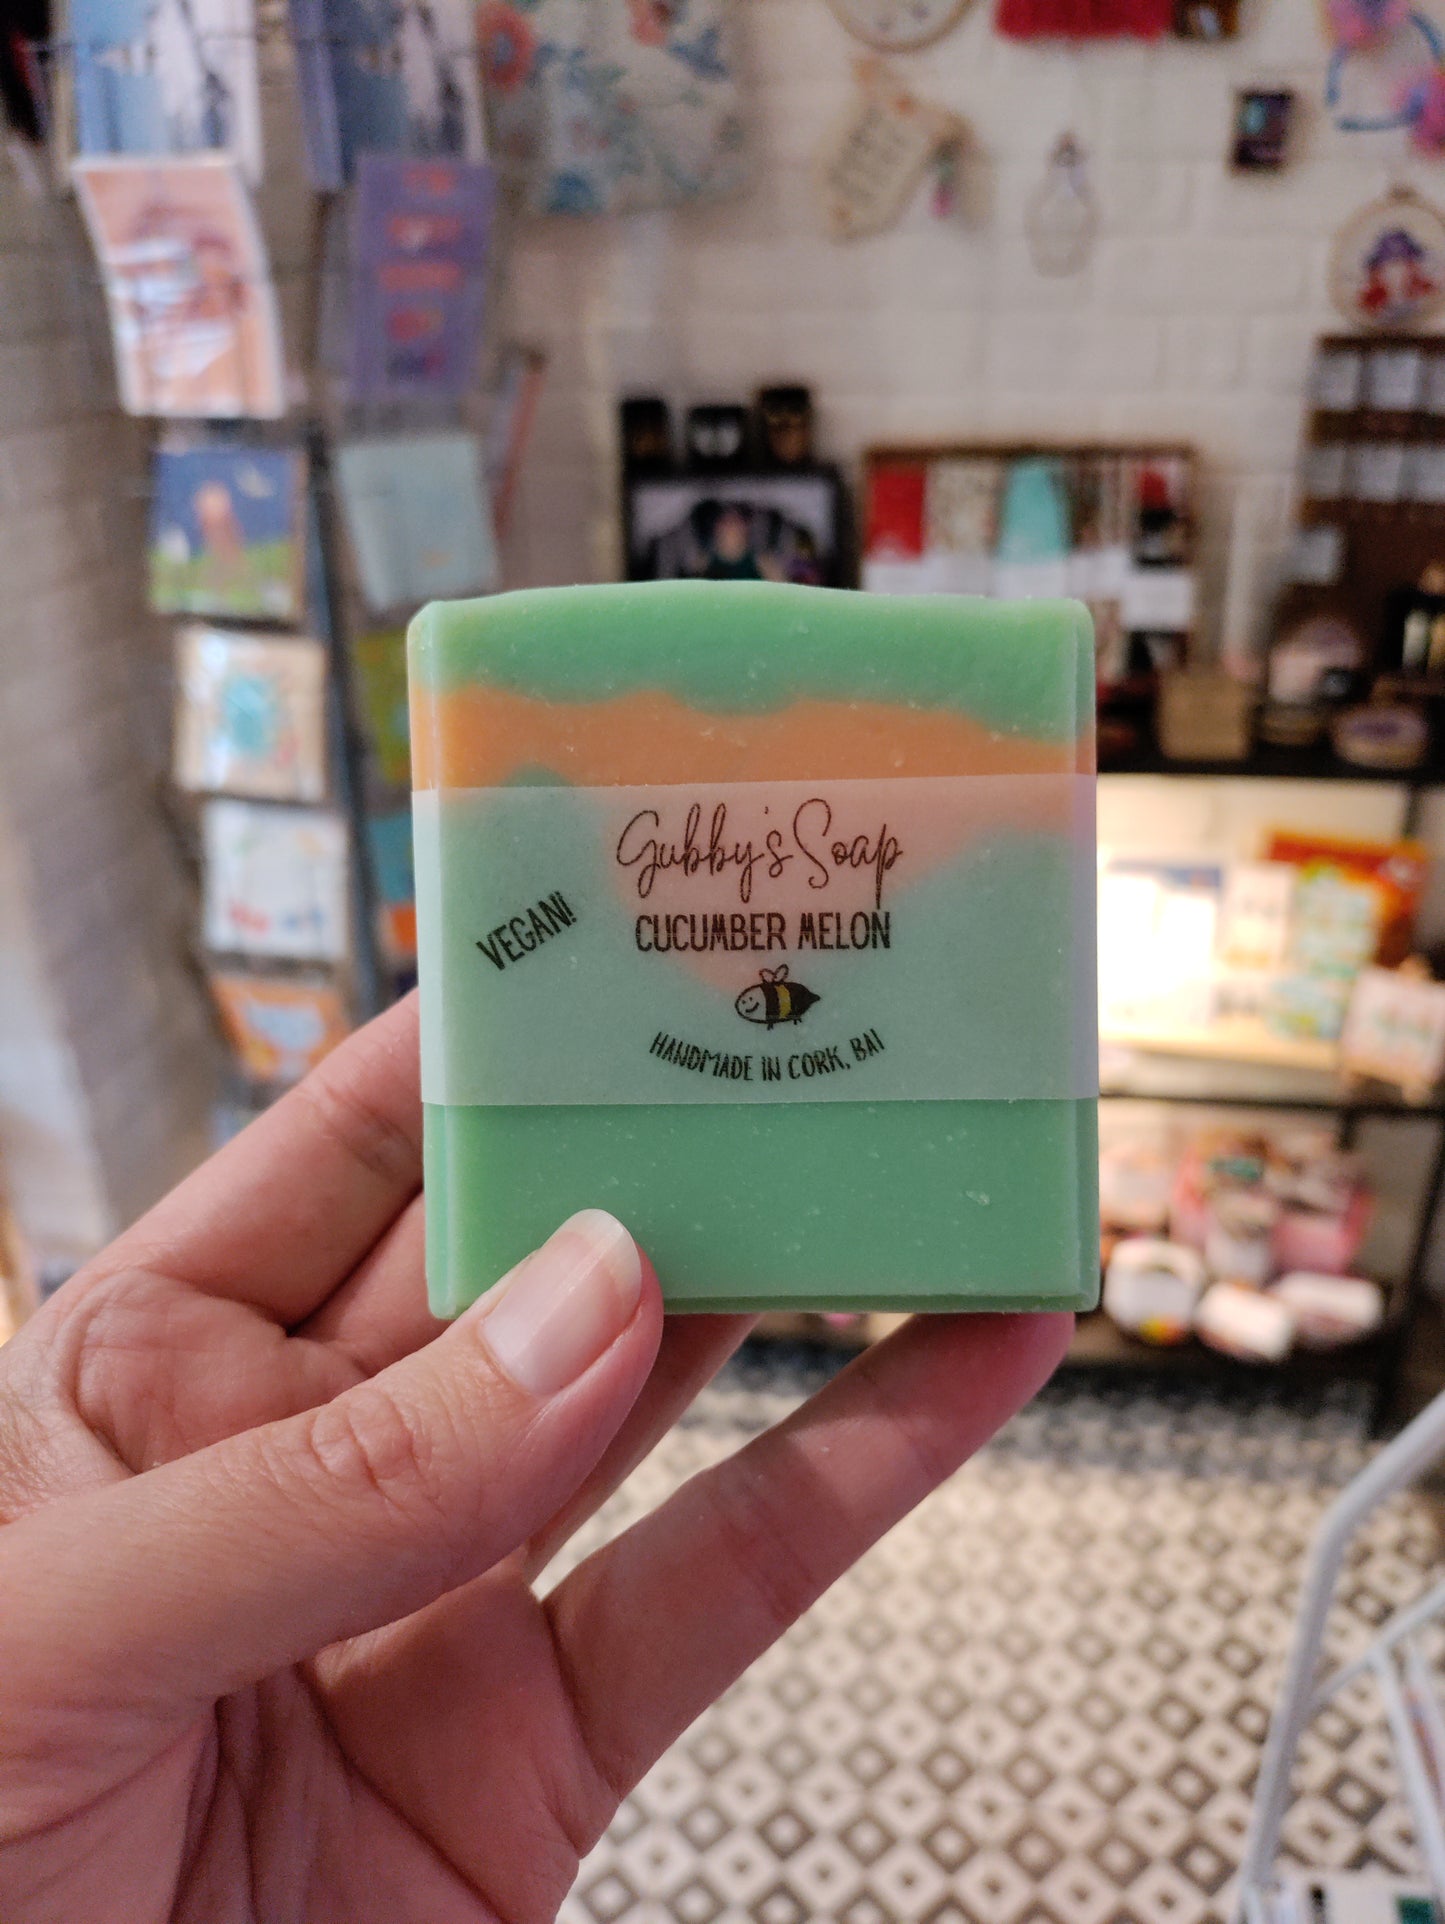 Gubby's Soap
VEGAN!
CUCUMBER MELON
HANDMADE IN CORK, BAI